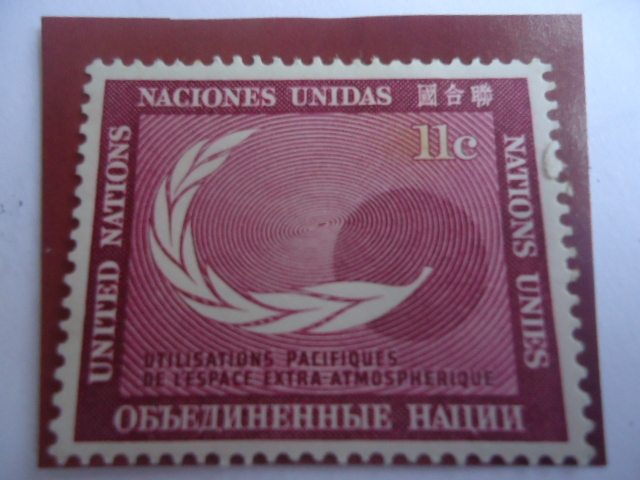 NACIONES UNIDAS 國合聯
11c
UNITED NATIONS
NATIONS UNIES
UTILISATIONS PACIFIQUES
DE L'ESPACE EXTRA-ATMOSPHERIQUE
ОБЪЕДИНЕННЫЕ НАЦИИ